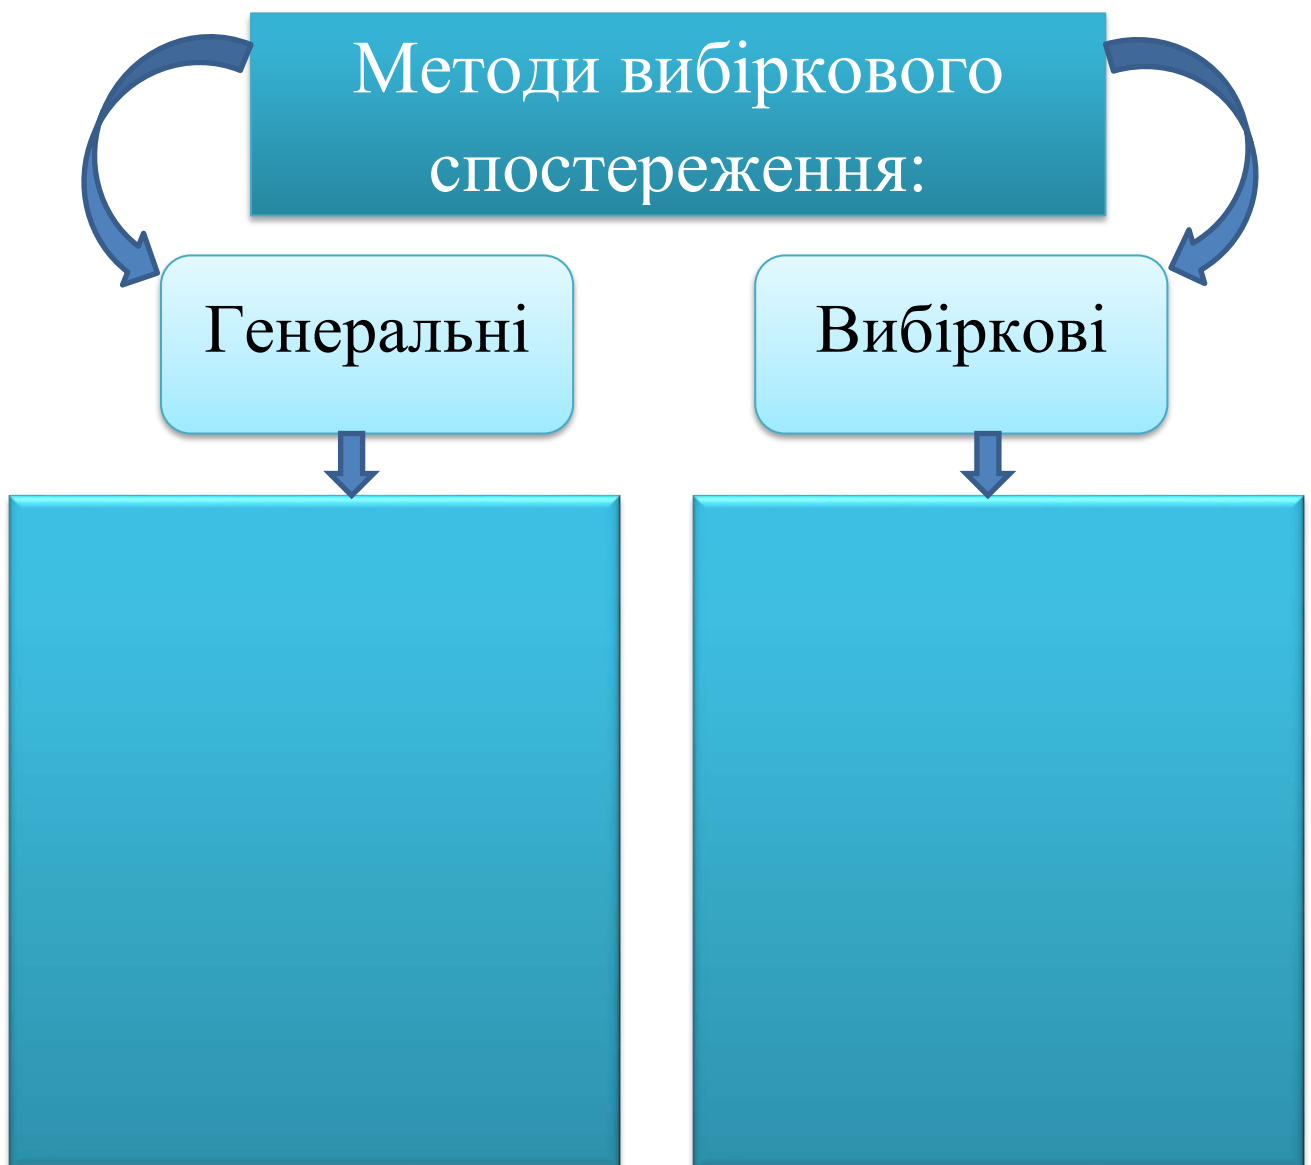 Методи вибіркового
спостереження:
Генеральні
Вибіркові